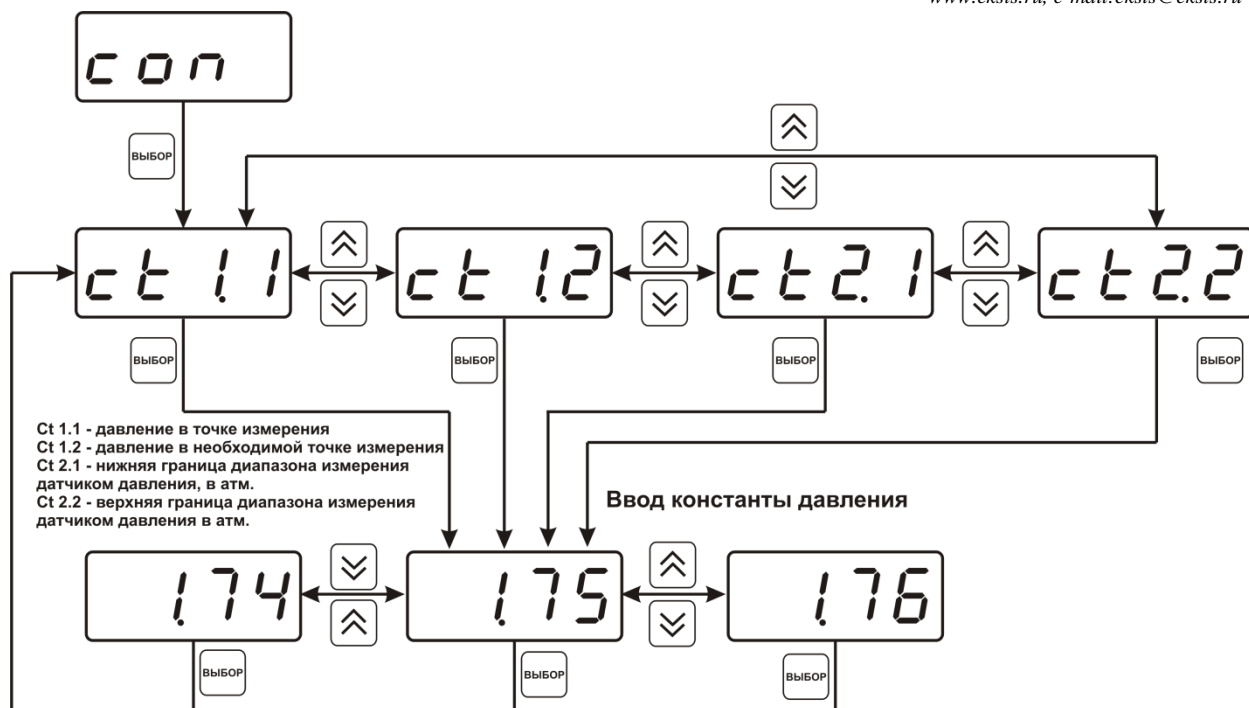 www.eksis.ru, e-mail:eksis@eksis.ru
con
ВЫБОР
ct 1.1
ct 1.2
ct 2.1
ct 2.2
ВЫБОР
ВЫБОР
ВЫБОР
ВЫБОР
Ct 1.1 - давление в точке измерения
Ct 1.2 - давление в необходимой точке измерения
Ct 2.1 - нижняя граница диапазона измерения
датчиком давления, в атм.
Ct 2.2 - верхняя граница диапазона измерения
датчиком давления в атм.
Ввод константы давления
1.74
1.75
1.76
ВЫБОР
ВЫБОР
ВЫБОР